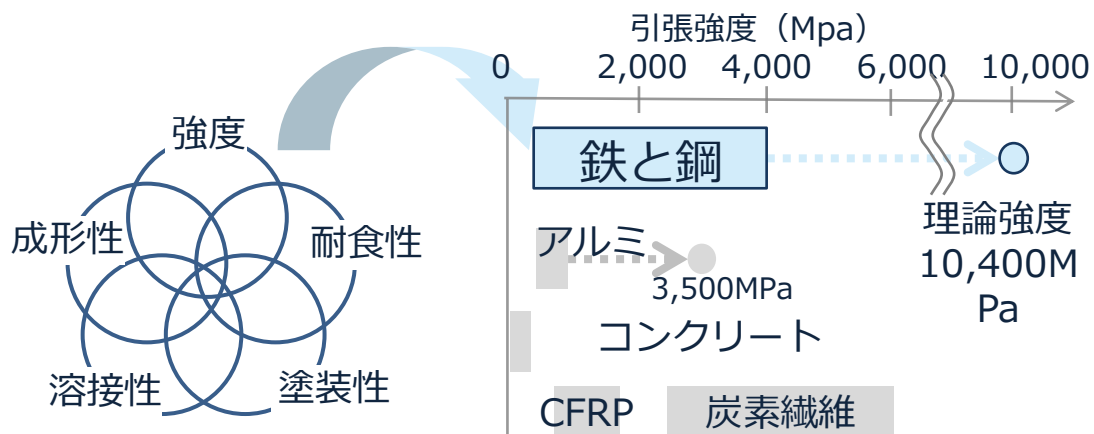 引張強度（Mpa）
0 2,000 4,000 6,000 10,000
強度
成形性
耐食性
溶接性
塗装性
鉄と鋼
理論強度
10,400M
Pa
アルミ
3,500MPa
コンクリート
CFRP
炭素繊維